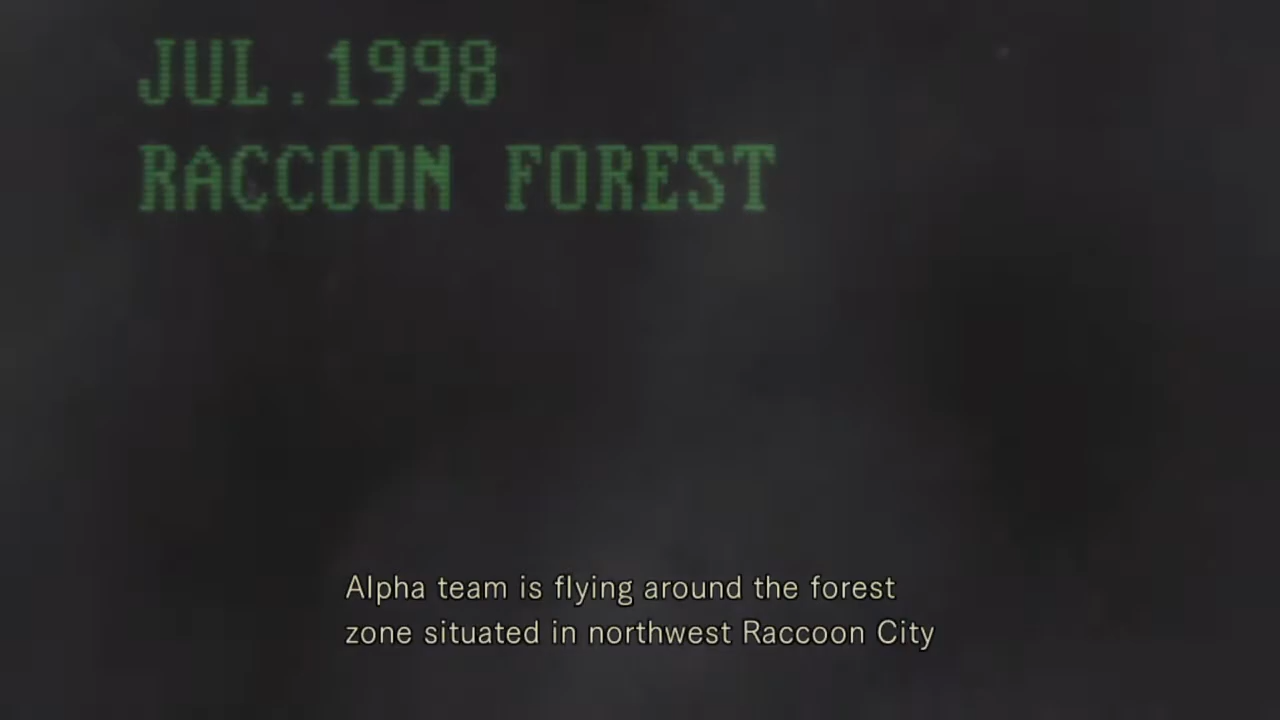 JUL.1998
RACCOON FOREST
Alpha team is flying around the forest
zone situated in northwest Raccoon City